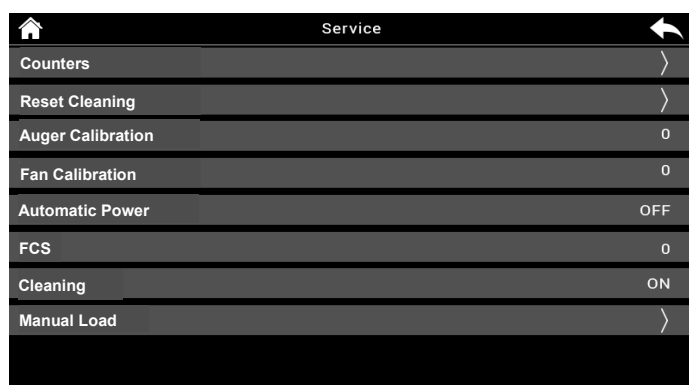 Service
Counters
Reset Cleaning
Auger Calibration 0
Fan Calibration 0
Automatic Power OFF
FCS 0
Cleaning ON
Manual Load